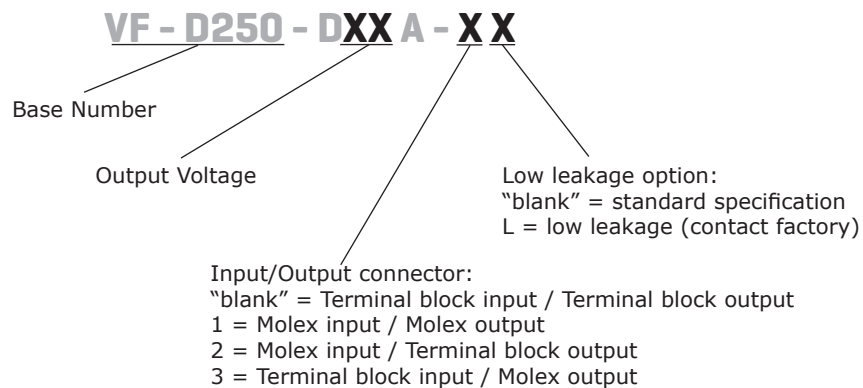 VF - D250 - DXX A - X X
Base Number
Output Voltage
Low leakage option:
“blank” = standard specification
L = low leakage (contact factory)
Input/Output connector:
“blank” = Terminal block input / Terminal block output
1 = Molex input / Molex output
2 = Molex input / Terminal block output
3 = Terminal block input / Molex output